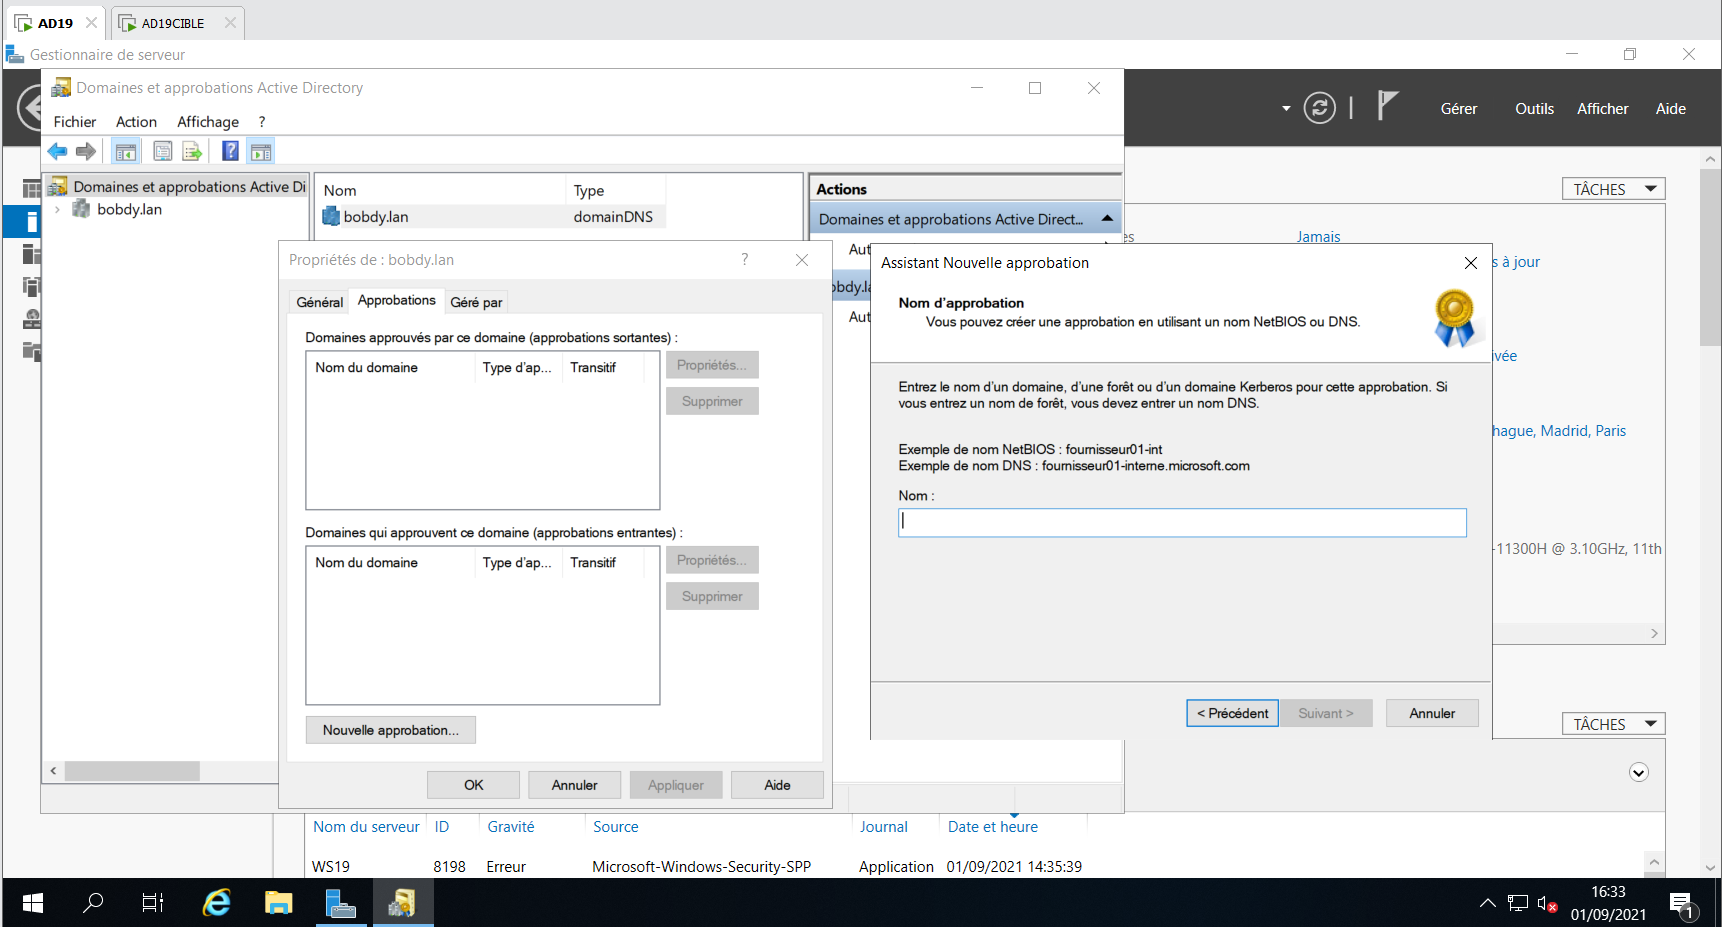 AD19
AD19CIBLE
Gestionnaire de serveur
Domaines et approbations Active Directory
Fichier Action Affichage ?
Gérer Outils Afficher Aide
Domaines et approbations Active Di
bobdy.lan
Nom Type
bobdy.lan domainDNS
Actions
Domaines et approbations Active Direct...
Aut
bdy.la
Aut
TÂCHES
es Jamais
s à jour
ivée
hague, Madrid, Paris
-11300H @ 3.10GHz, 11th
Propriétés de : bobdy.lan ?
Général Approbations Géré par
Domaines approuvés par ce domaine (approbations sortantes) :
Nom du domaine Type d'ap... Transitif
Propriétés...
Supprimer
Domaines qui approuvent ce domaine (approbations entrantes) :
Nom du domaine Type d'ap... Transitif
Propriétés...
Supprimer
Nouvelle approbation...
OK Annuler Appliquer Aide
Assistant Nouvelle approbation
Nom d'approbation
Vous pouvez créer une approbation en utilisant un nom NetBIOS ou DNS.
Entrez le nom d'un domaine, d'une forêt ou d'un domaine Kerberos pour cette approbation. Si
vous entrez un nom de forêt, vous devez entrer un nom DNS.
Exemple de nom NetBIOS : fournisseur01-int
Exemple de nom DNS : fournisseur01-interne.microsoft.com
Nom :
< Précédent Suivant > Annuler
TÂCHES
Nom du serveur ID Gravité Source Journal Date et heure
WS19 8198 Erreur Microsoft-Windows-Security-SPP Application 01/09/2021 14:35:39
16:33
01/09/2021
1